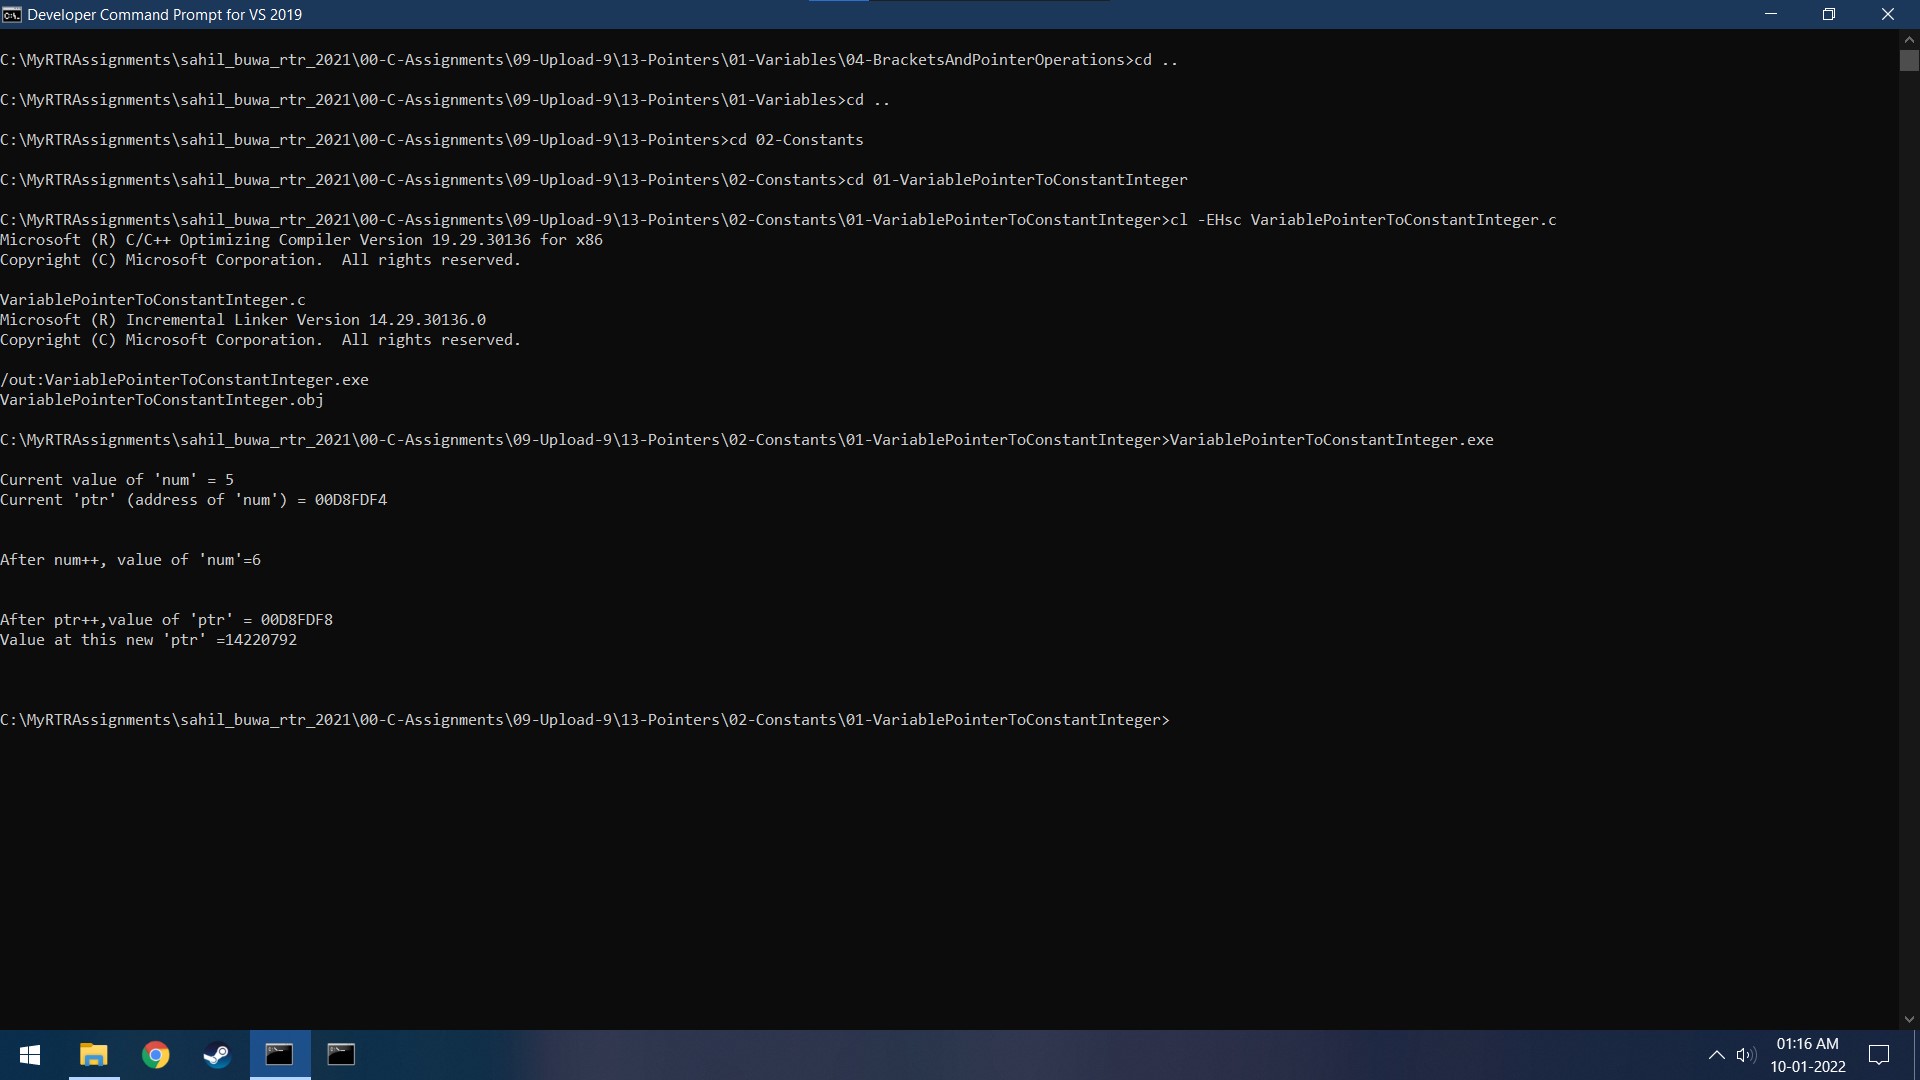 Developer Command Prompt for VS 2019
C:\MyRTRAssignments\sahil_buwa_rtr_2021\00-C-Assignments\09-Upload-9\13-Pointers\01-Variables\04-BracketsAndPointerOperations>cd ..
C:\MyRTRAssignments\sahil_buwa_rtr_2021\00-C-Assignments\09-Upload-9\13-Pointers\01-Variables>cd ..
C:\MyRTRAssignments\sahil_buwa_rtr_2021\00-C-Assignments\09-Upload-9\13-Pointers>cd 02-Constants
C:\MyRTRAssignments\sahil_buwa_rtr_2021\00-C-Assignments\09-Upload-9\13-Pointers\02-Constants>cd 01-VariablePointerToConstantInteger
C:\MyRTRAssignments\sahil_buwa_rtr_2021\00-C-Assignments\09-Upload-9\13-Pointers\02-Constants\01-VariablePointerToConstantInteger>cl -EHsc VariablePointerToConstantInteger.c
Microsoft (R) C/C++ Optimizing Compiler Version 19.29.30136 for x86
Copyright (C) Microsoft Corporation.  All rights reserved.
VariablePointerToConstantInteger.c
Microsoft (R) Incremental Linker Version 14.29.30136.0
Copyright (C) Microsoft Corporation.  All rights reserved.
/out:VariablePointerToConstantInteger.exe
VariablePointerToConstantInteger.obj
C:\MyRTRAssignments\sahil_buwa_rtr_2021\00-C-Assignments\09-Upload-9\13-Pointers\02-Constants\01-VariablePointerToConstantInteger>VariablePointerToConstantInteger.exe
Current value of 'num' = 5
Current 'ptr' (address of 'num') = 00D8FDF4
After num++, value of 'num'=6
After ptr++,value of 'ptr' = 00D8FDF8
Value at this new 'ptr' =14220792
C:\MyRTRAssignments\sahil_buwa_rtr_2021\00-C-Assignments\09-Upload-9\13-Pointers\02-Constants\01-VariablePointerToConstantInteger>
01:16 AM
10-01-2022